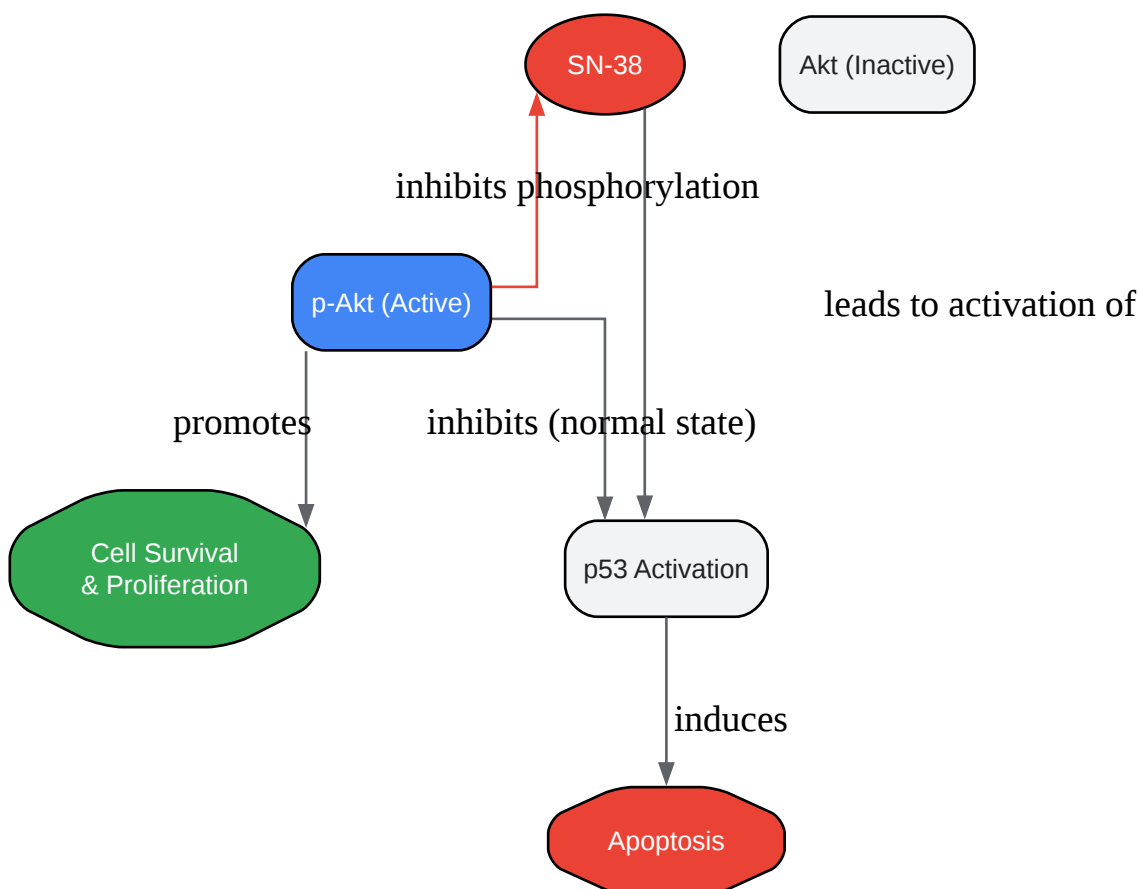 SN-38
Akt (Inactive)
inhibits phosphorylation
p-Akt (Active)
leads to activation of
promotes
inhibits (normal state)
Cell Survival
& Proliferation
p53 Activation
induces
Apoptosis